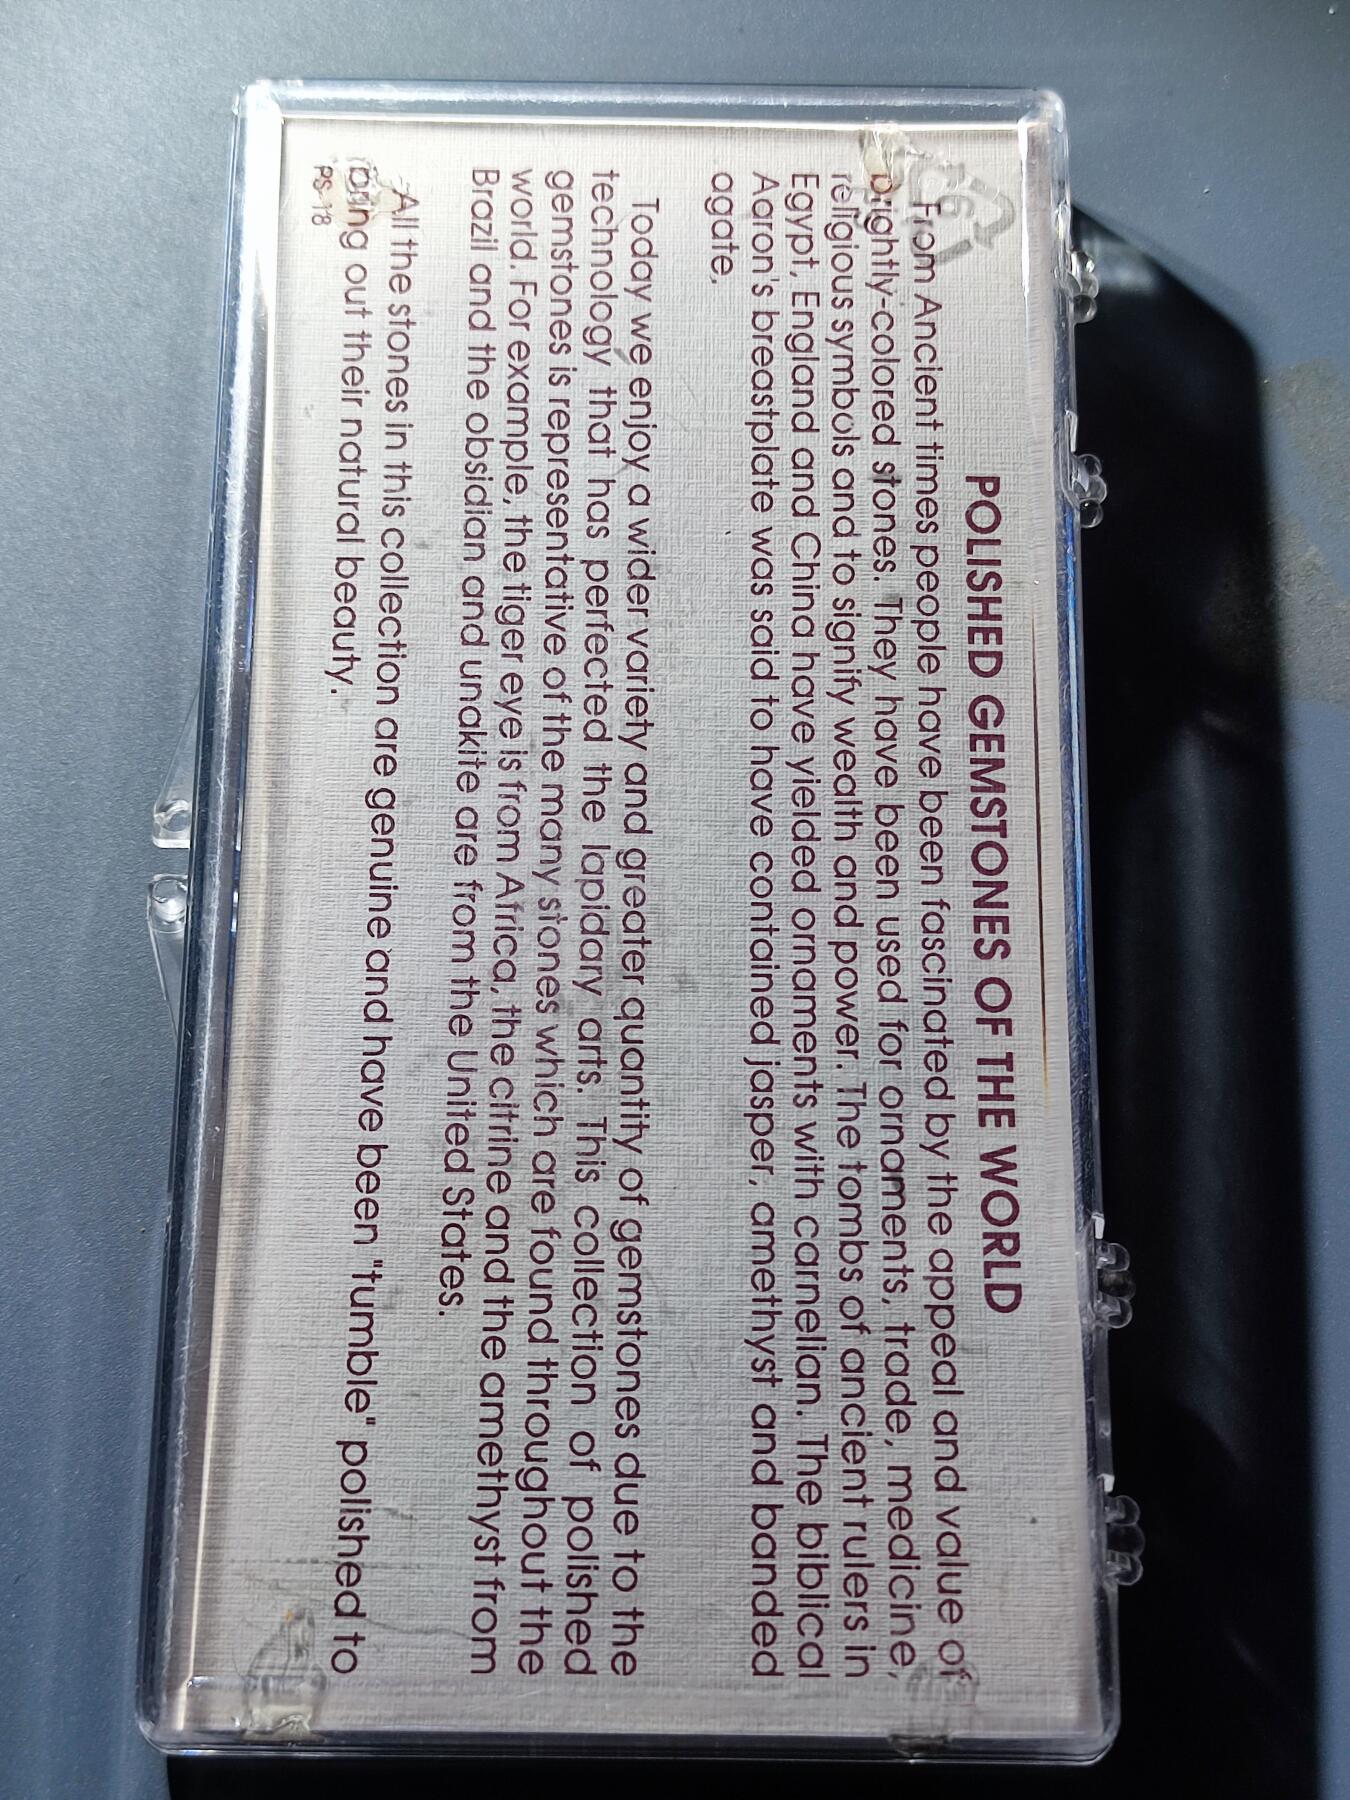 POLISHED GEMSTONES OF THE WORLD
From Ancient times people have been fascinated by the appeal and value of
brightly-colored stones. They have been used for ornaments, trade, medicine,
religious symbols and to signify wealth and power. The tombs of ancient rulers in
Egypt, England and China have yielded ornaments with carnelian. The biblical
Aaron's breastplate was said to have contained jasper, amethyst and banded
agate.
Today we enjoy a wider variety and greater quantity of gemstones due to the
technology that has perfected the lapidary arts. This collection of polished
gemstones is representative of the many stones which are found throughout the
world. For example, the tiger eye is from Africa, the citrine and the amethyst from
Brazil and the obsidian and unakite are from the United States.
All the stones in this collection are genuine and have been "tumble" polished to
bring out their natural beauty.
PS-18